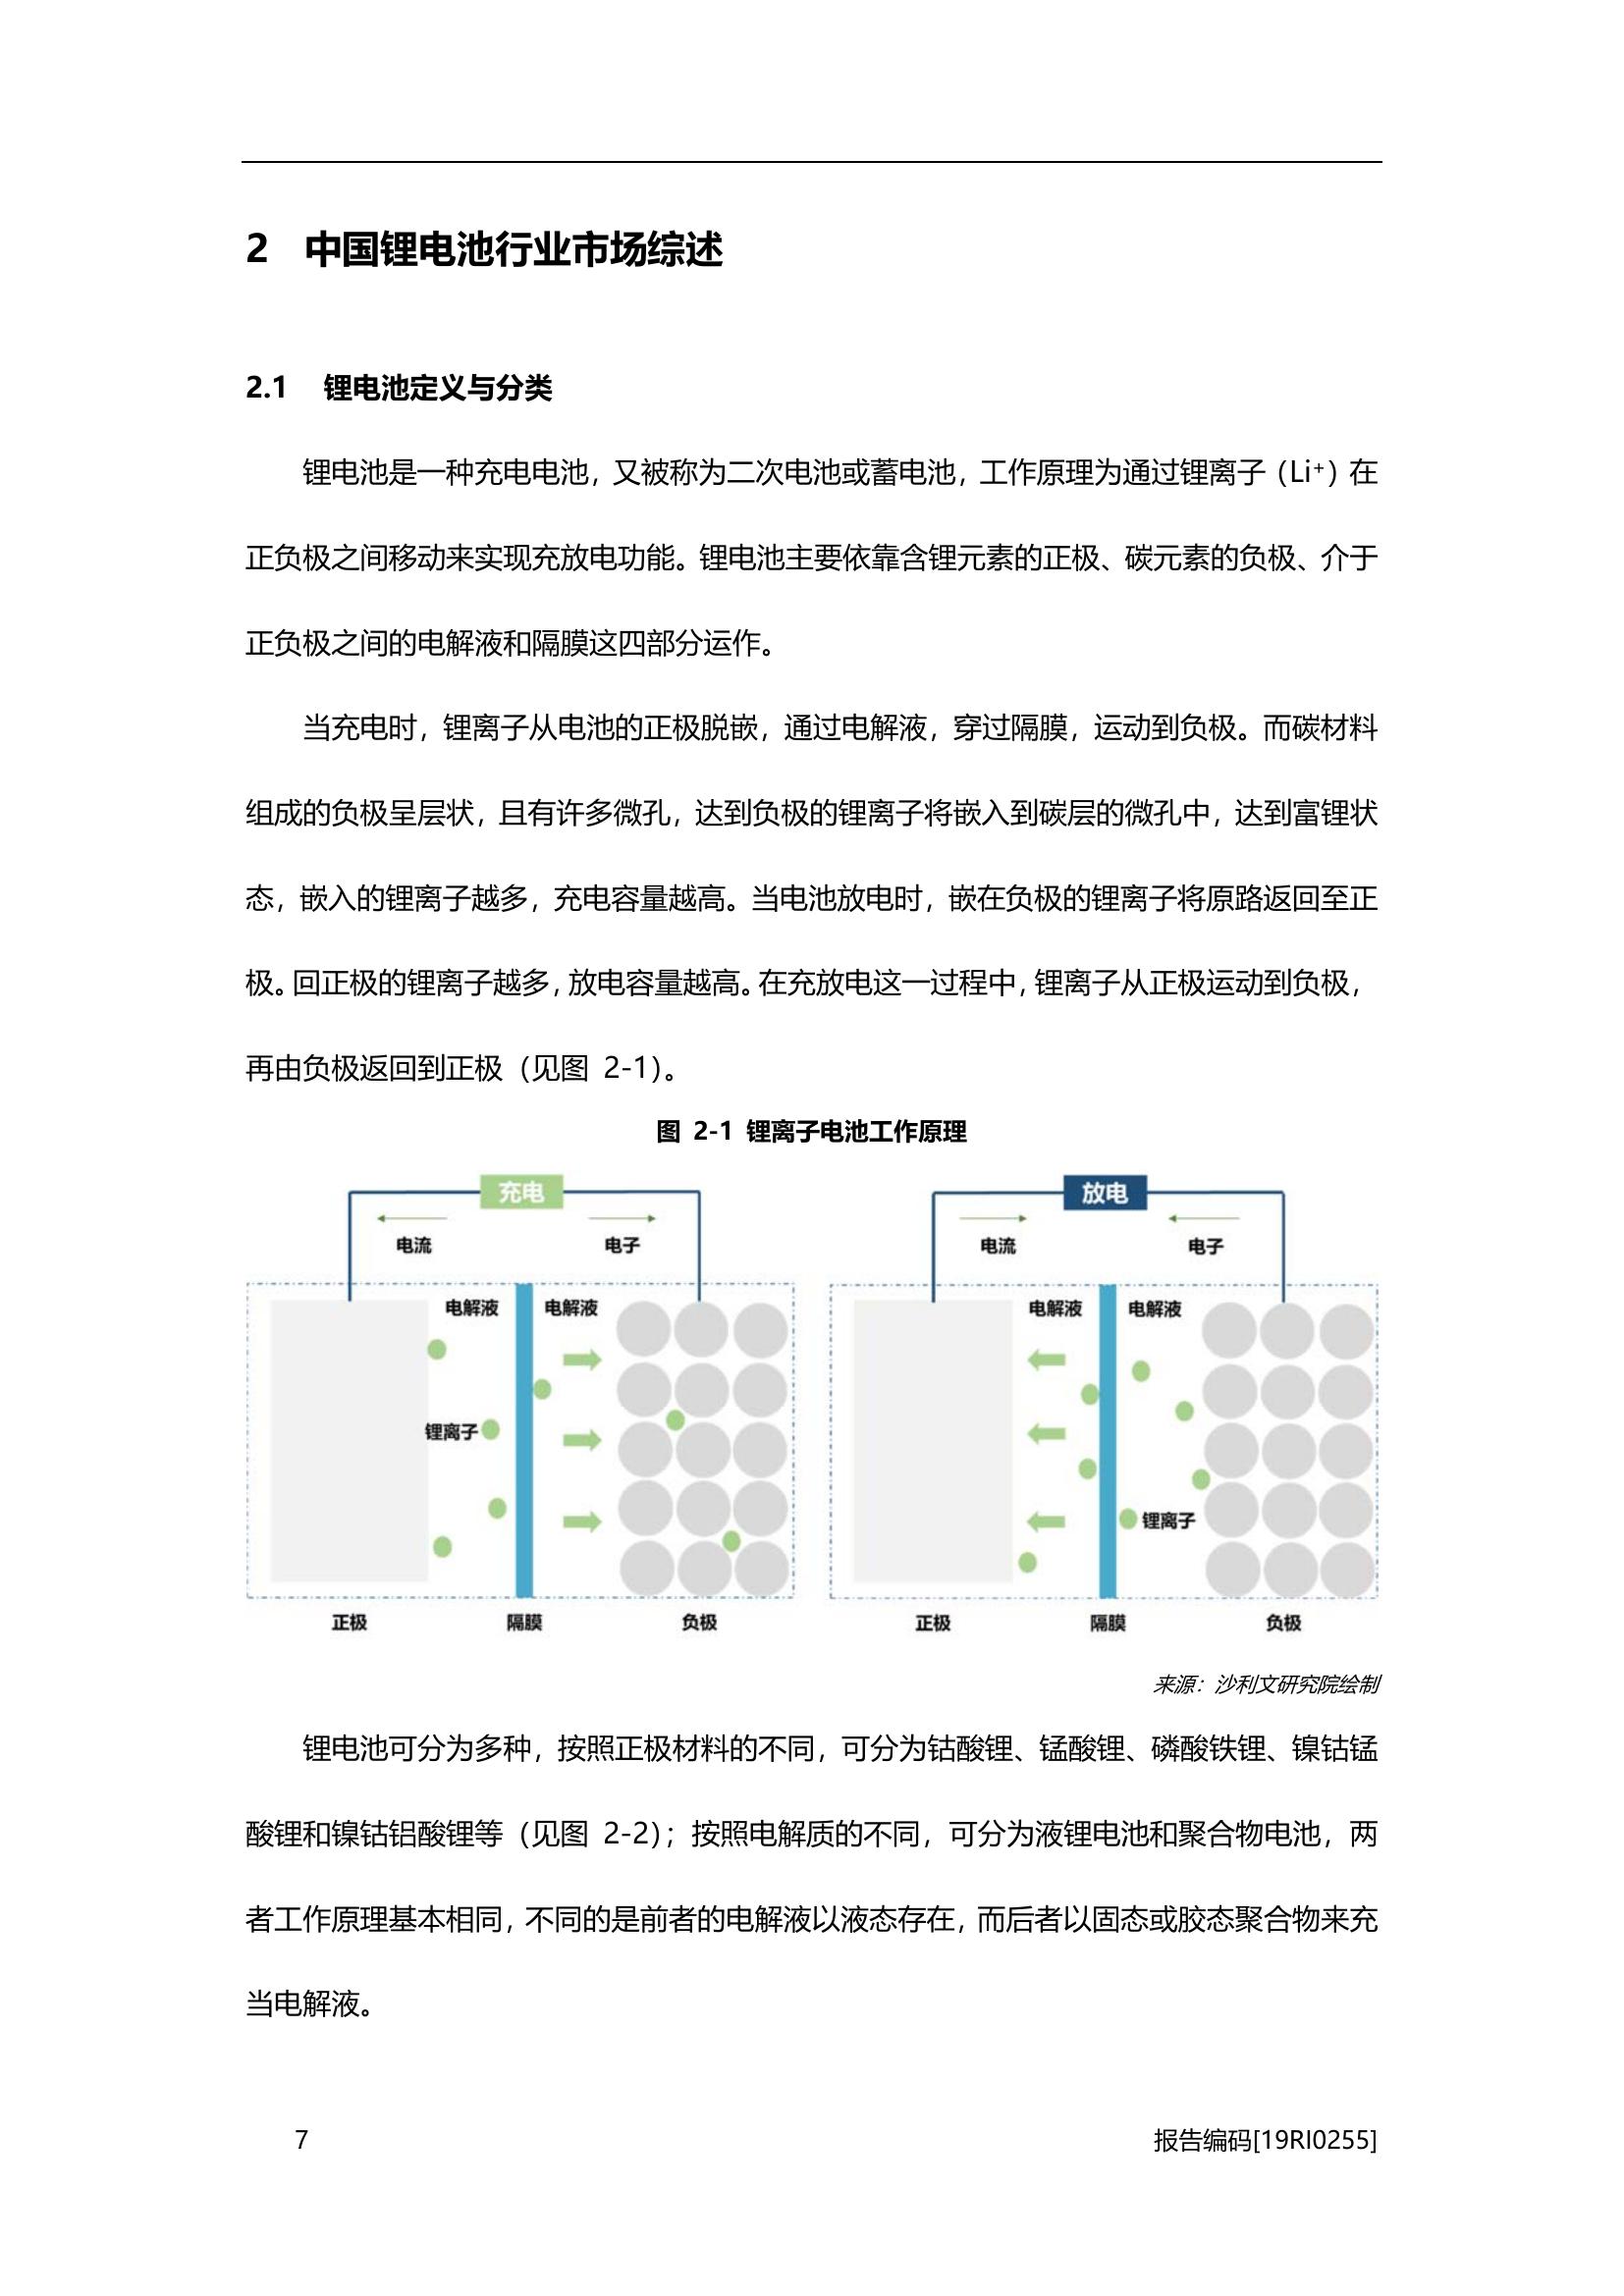 2 中国锂电池行业市场综述
2.1 锂电池定义与分类
锂电池是一种充电电池，又被称为二次电池或蓄电池，工作原理为通过锂离子（Li⁺）在
正负极之间移动来实现充放电功能。锂电池主要依靠含锂元素的正极、碳元素的负极、介于
正负极之间的电解液和隔膜这四部分运作。
当充电时，锂离子从电池的正极脱嵌，通过电解液，穿过隔膜，运动到负极。而碳材料
组成的负极呈层状，且有许多微孔，达到负极的锂离子将嵌入到碳层的微孔中，达到富锂状
态，嵌入的锂离子越多，充电容量越高。当电池放电时，嵌在负极的锂离子将原路返回至正
极。回正极的锂离子越多，放电容量越高。在充放电这一过程中，锂离子从正极运动到负极，
再由负极返回到正极（见图 2-1）。
图 2-1 锂离子电池工作原理
充电
电流 电子
电解液 电解液
锂离子
正极 隔膜 负极
放电
电流 电子
电解液 电解液
锂离子
正极 隔膜 负极
来源：沙利文研究院绘制
锂电池可分为多种，按照正极材料的不同，可分为钴酸锂、锰酸锂、磷酸铁锂、镍钴锰
酸锂和镍钴铝酸锂等（见图 2-2）；按照电解质的不同，可分为液锂电池和聚合物电池，两
者工作原理基本相同，不同的是前者的电解液以液态存在，而后者以固态或胶态聚合物来充
当电解液。
7 报告编码[19RI0255]